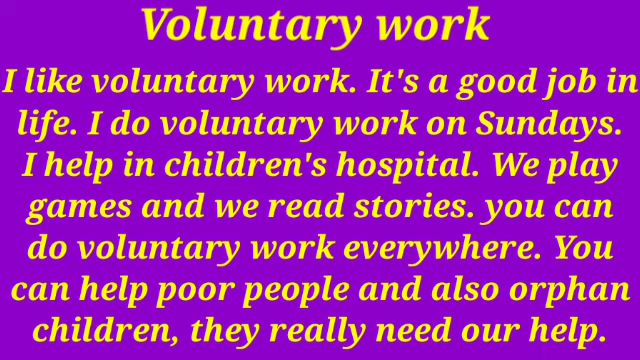 Voluntary work
I like voluntary work. It's a good job in
life. I do voluntary work on Sundays.
I help in children's hospital. We play
games and we read stories. you can
do voluntary work everywhere. You
can help poor people and also orphan
children, they really need our help.